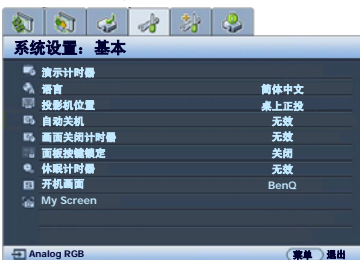 系统设置：基本
演示计时器
语言 简体中文
投影机位置 桌上正投
自动关机 无效
画面关闭计时器 无效
面板按键锁定 关闭
休眠计时器 无效
开机画面 BenQ
My Screen
Analog RGB 菜单 退出